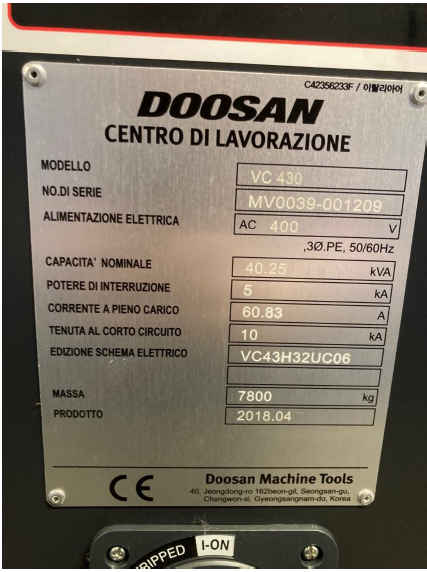 C42356233F / 이탈리아어
DOOSAN
CENTRO DI LAVORAZIONE
MODELLO VC 430
NO.DI SERIE MV0039-001209
ALIMENTAZIONE ELETTRICA AC 400 V
,3Ø.PE, 50/60Hz
CAPACITA' NOMINALE 40.25 kVA
POTERE DI INTERRUZIONE 5 kA
CORRENTE A PIENO CARICO 60.83 A
TENUTA AL CORTO CIRCUITO 10 kA
EDIZIONE SCHEMA ELETTRICO VC43H32UC06
MASSA 7800 kg
PRODOTTO 2018.04
CE Doosan Machine Tools
40, Jeongdong-ro 162beon-gil, Seongsan-gu,
Changwon-si, Gyeongsangnam-do, Korea
RIPPED I-ON